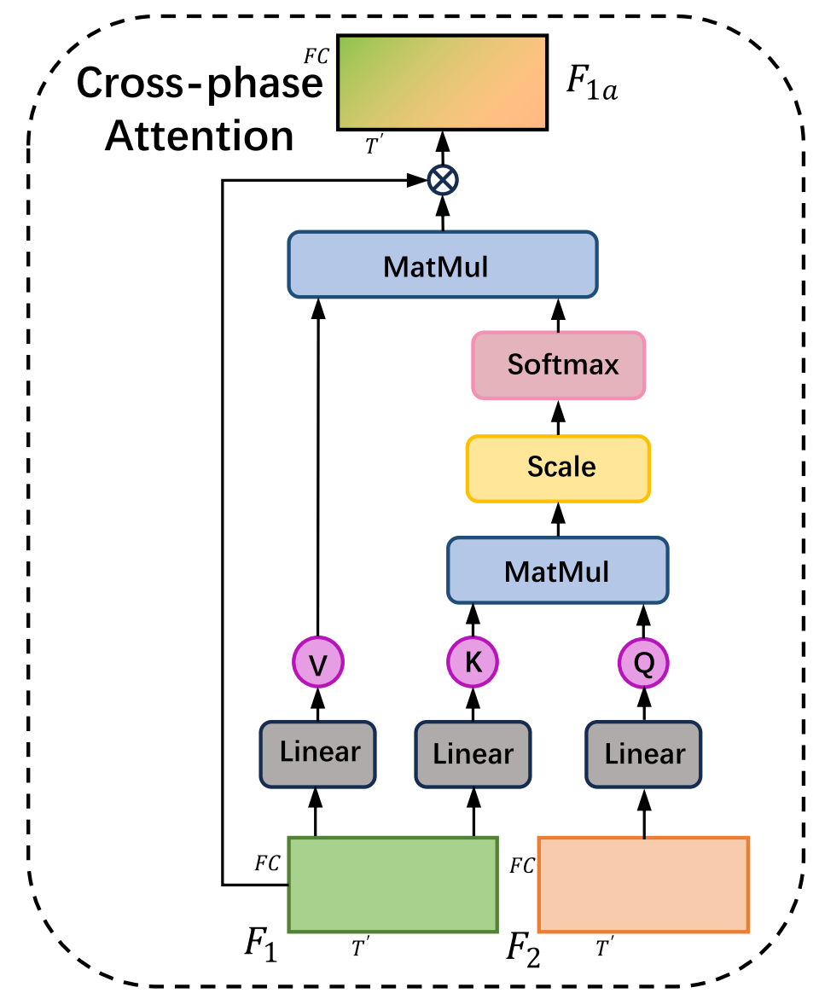 FC
Cross-phase
Attention
F₁ₐ
T′
MatMul
Softmax
Scale
MatMul
V
K
Q
Linear
Linear
Linear
FC
FC
F₁
T′
F₂
T′